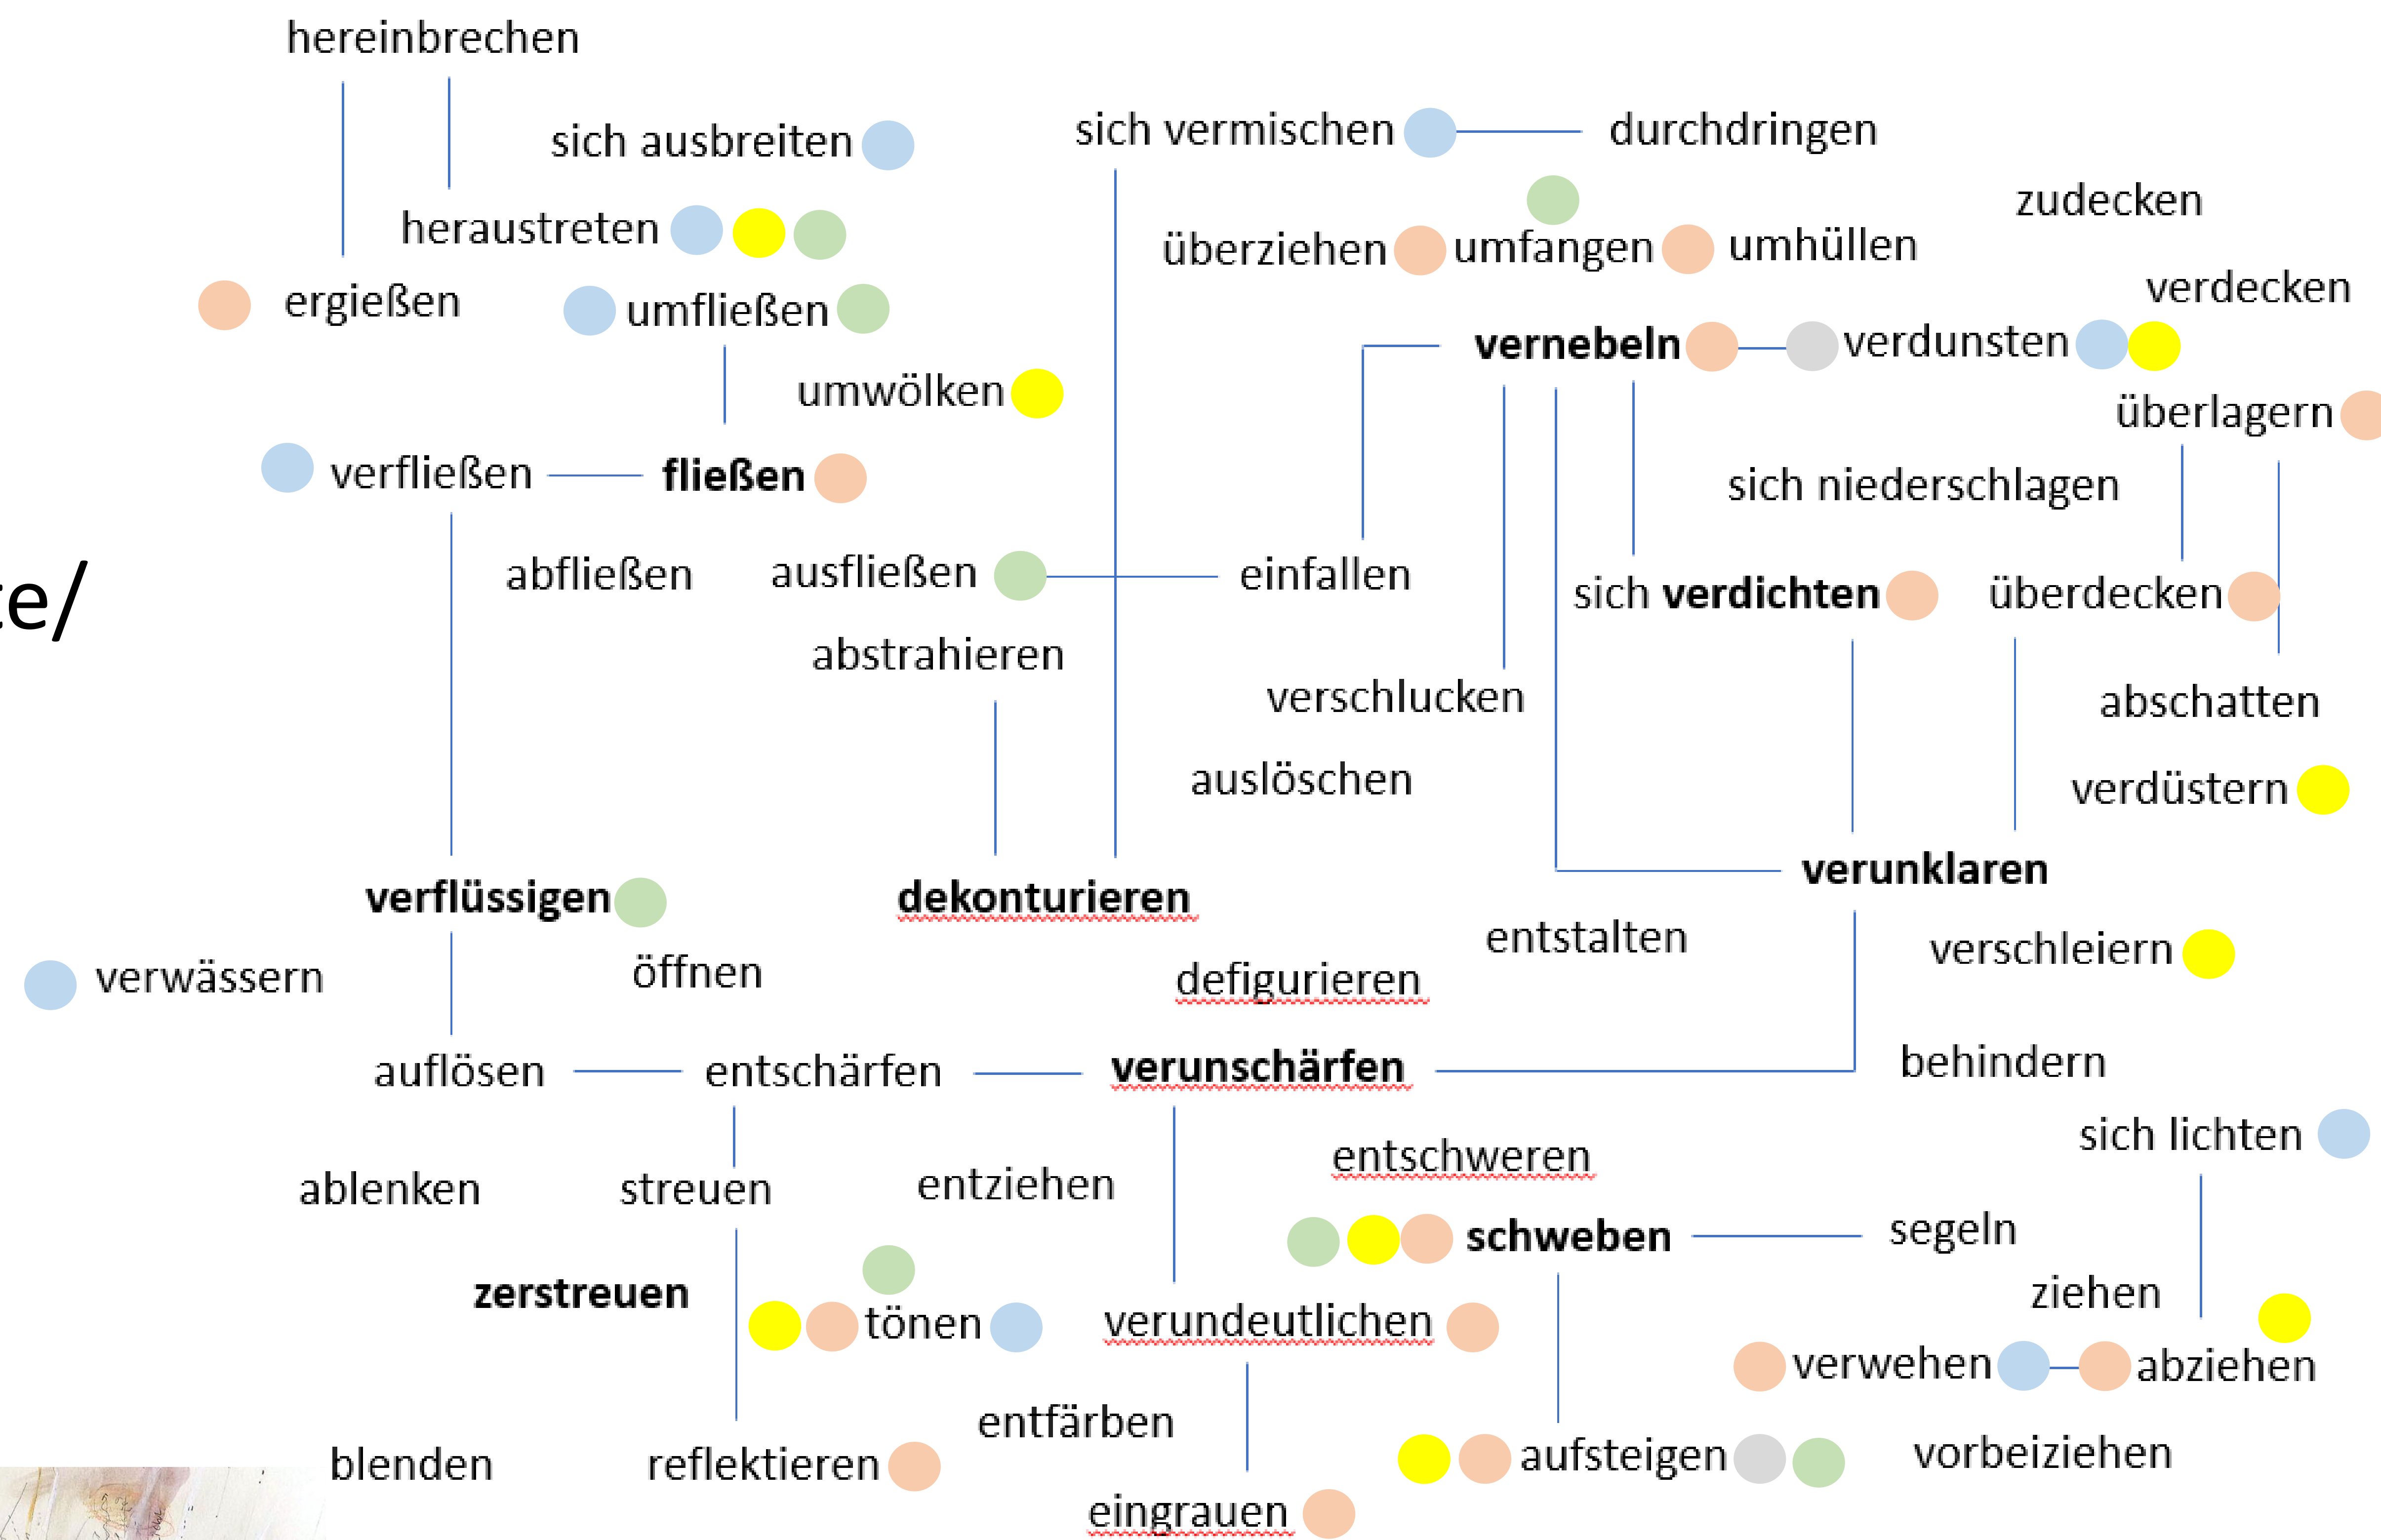 hereinbrechen
sich ausbreiten
sich vermischen
durchdringen
zudecken
heraustreten
überziehen
umfangen
umhüllen
verdecken
ergießen
umfließen
vernebeln
verdunsten
umwölken
überlagern
verfließen
fließen
sich niederschlagen
abfließen
ausfließen
einfallen
sich verdichten
überdecken
te/
abstrahieren
verschlucken
abschatten
auslöschen
verdüstern
verunklaren
verflüssigen
dekonturieren
entstalten
verschleiern
verwässern
öffnen
defigurieren
auflösen
entschärfen
verunschärfen
behindern
sich lichten
entschweren
ablenken
streuen
entziehen
schweben
segeln
zerstreuen
ziehen
tönen
verundeutlichen
verwehen
abziehen
entfärben
blenden
reflektieren
aufsteigen
vorbeiziehen
eingrauen